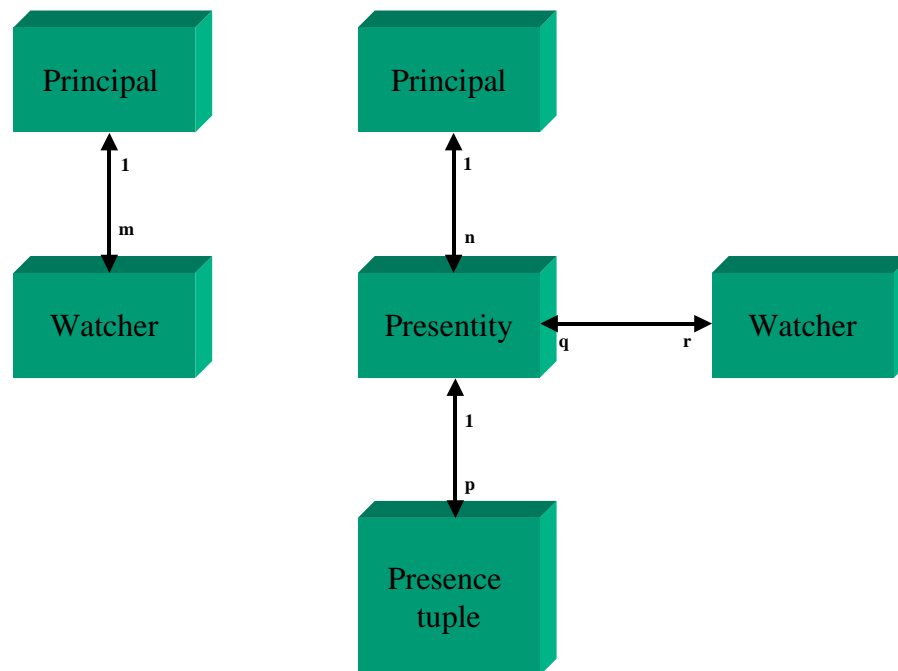 Principal
Principal
1
1
m
n
Watcher
Presentity
q
r
Watcher
1
p
Presence
tuple